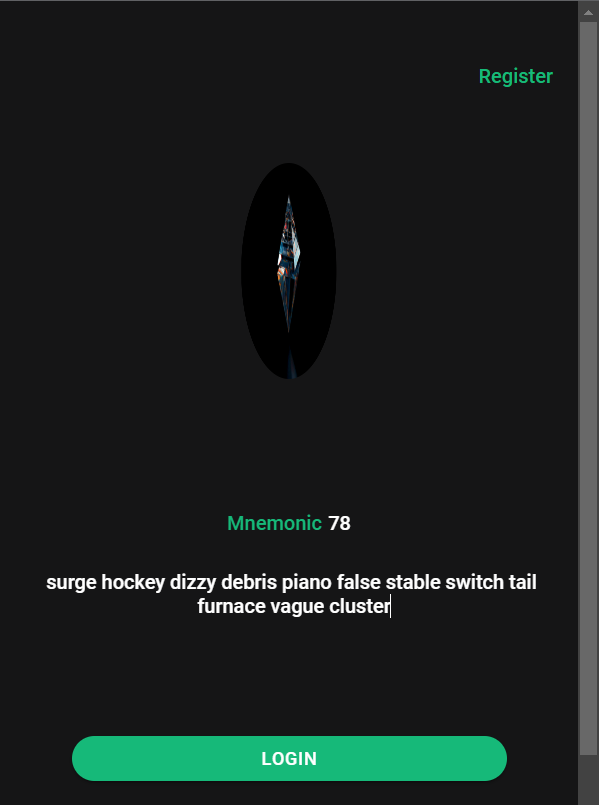 Register
Mnemonic 78
surge hockey dizzy debris piano false stable switch tail
furnace vague cluster
LOGIN